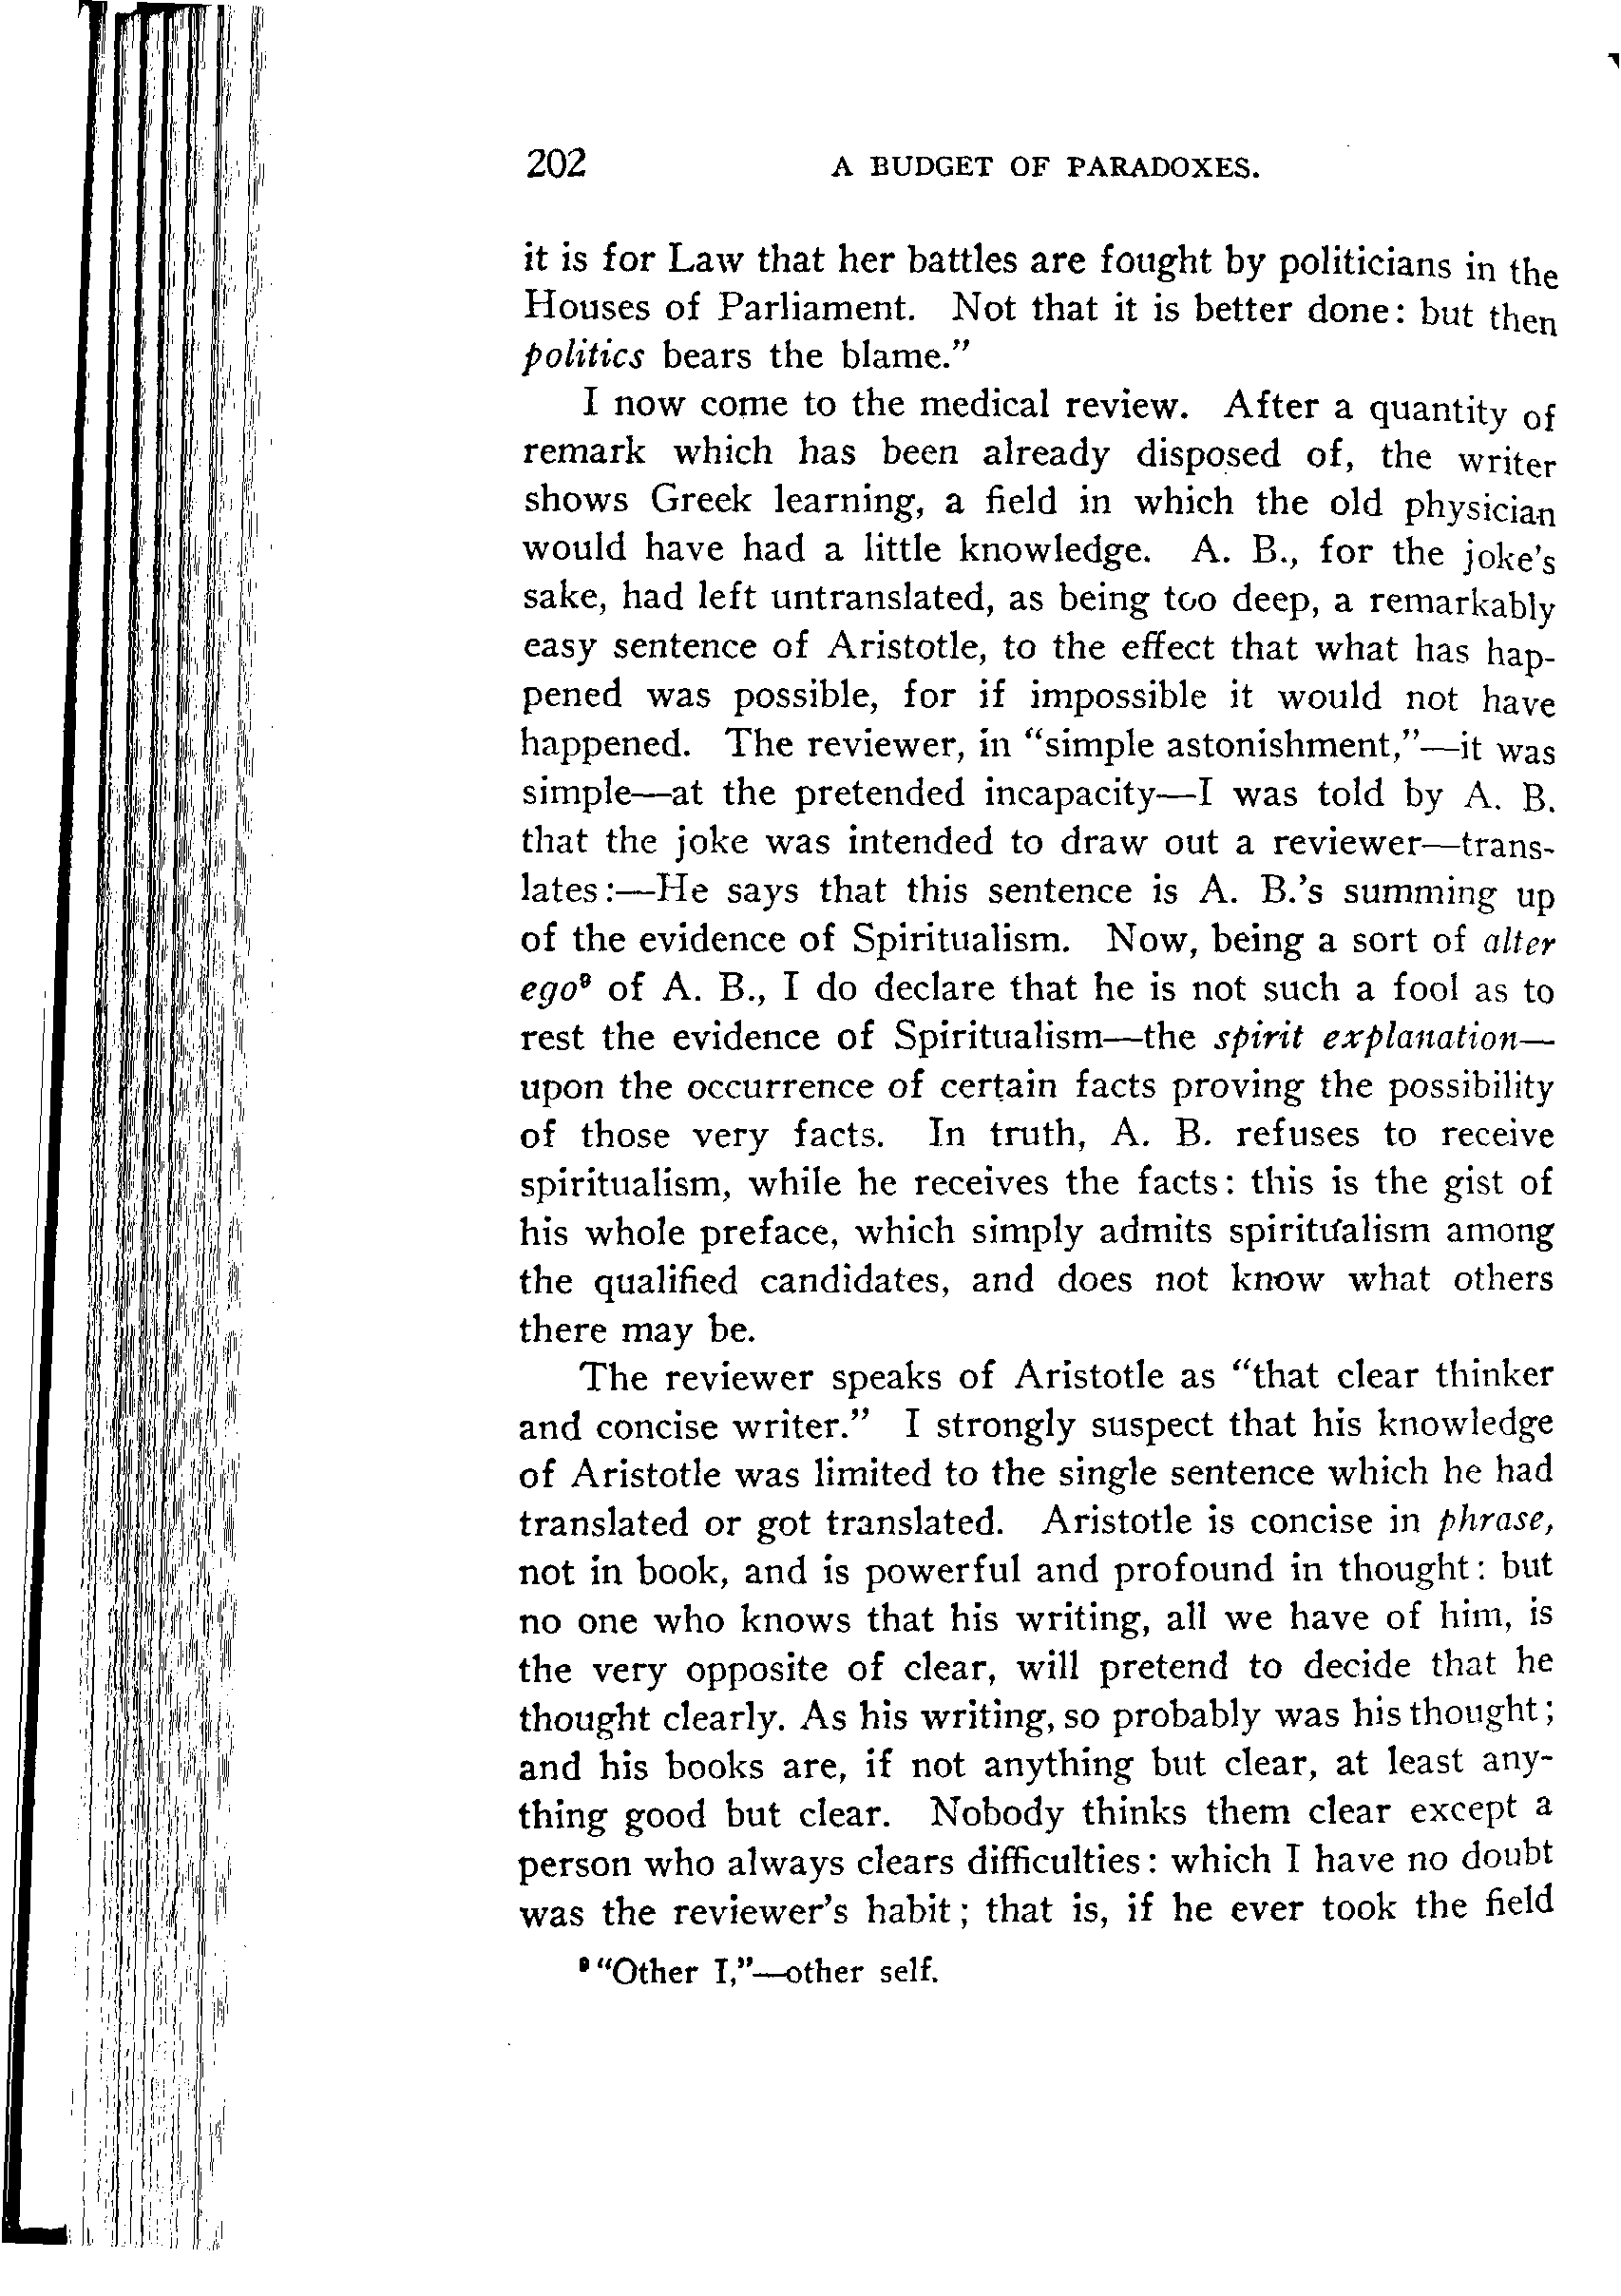 202 A BUDGET OF PARADOXES.
it is for Law that her battles are fought by politicians in the
Houses of Parliament. Not that it is better done: but then
politics bears the blame.”
I now come to the medical review. After a quantity of
remark which has been already disposed of, the writer
shows Greek learning, a field in which the old physician
would have had a little knowledge. A. B., for the joke’s
sake, had left untranslated, as being too deep, a remarkably
easy sentence of Aristotle, to the effect that what has hap-
pened was possible, for if impossible it would not have
happened. The reviewer, in “simple astonishment,”—it was
simple—at the pretended incapacity—I was told by A. B.
that the joke was intended to draw out a reviewer—trans-
lates:—He says that this sentence is A. B.’s summing up
of the evidence of Spiritualism. Now, being a sort of alter
ego⁹ of A. B., I do declare that he is not such a fool as to
rest the evidence of Spiritualism—the spirit explanation—
upon the occurrence of certain facts proving the possibility
of those very facts. In truth, A. B. refuses to receive
spiritualism, while he receives the facts: this is the gist of
his whole preface, which simply admits spiritualism among
the qualified candidates, and does not know what others
there may be.
The reviewer speaks of Aristotle as “that clear thinker
and concise writer.” I strongly suspect that his knowledge
of Aristotle was limited to the single sentence which he had
translated or got translated. Aristotle is concise in phrase,
not in book, and is powerful and profound in thought: but
no one who knows that his writing, all we have of him, is
the very opposite of clear, will pretend to decide that he
thought clearly. As his writing, so probably was his thought;
and his books are, if not anything but clear, at least any-
thing good but clear. Nobody thinks them clear except a
person who always clears difficulties: which I have no doubt
was the reviewer’s habit; that is, if he ever took the field
⁹ “Other I,”—other self.